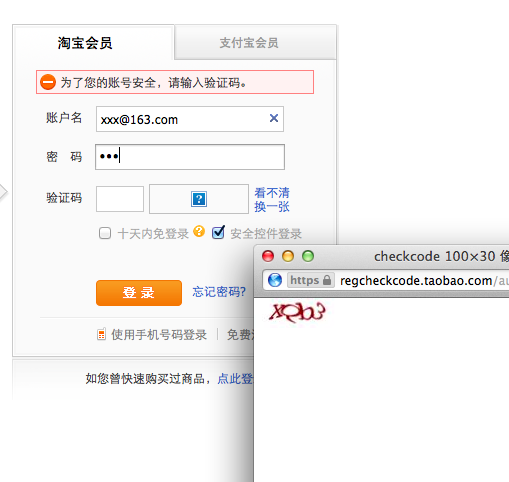 淘宝会员
支付宝会员
为了您的账号安全，请输入验证码。
账户名 xxx@163.com
密 码
验证码
看不清
换一张
十天内免登录 安全控件登录
登 录 忘记密码?
使用手机号码登录 免费
如您曾快速购买过商品，点此登
checkcode 100×30 像
https regcheckcode.taobao.com/au